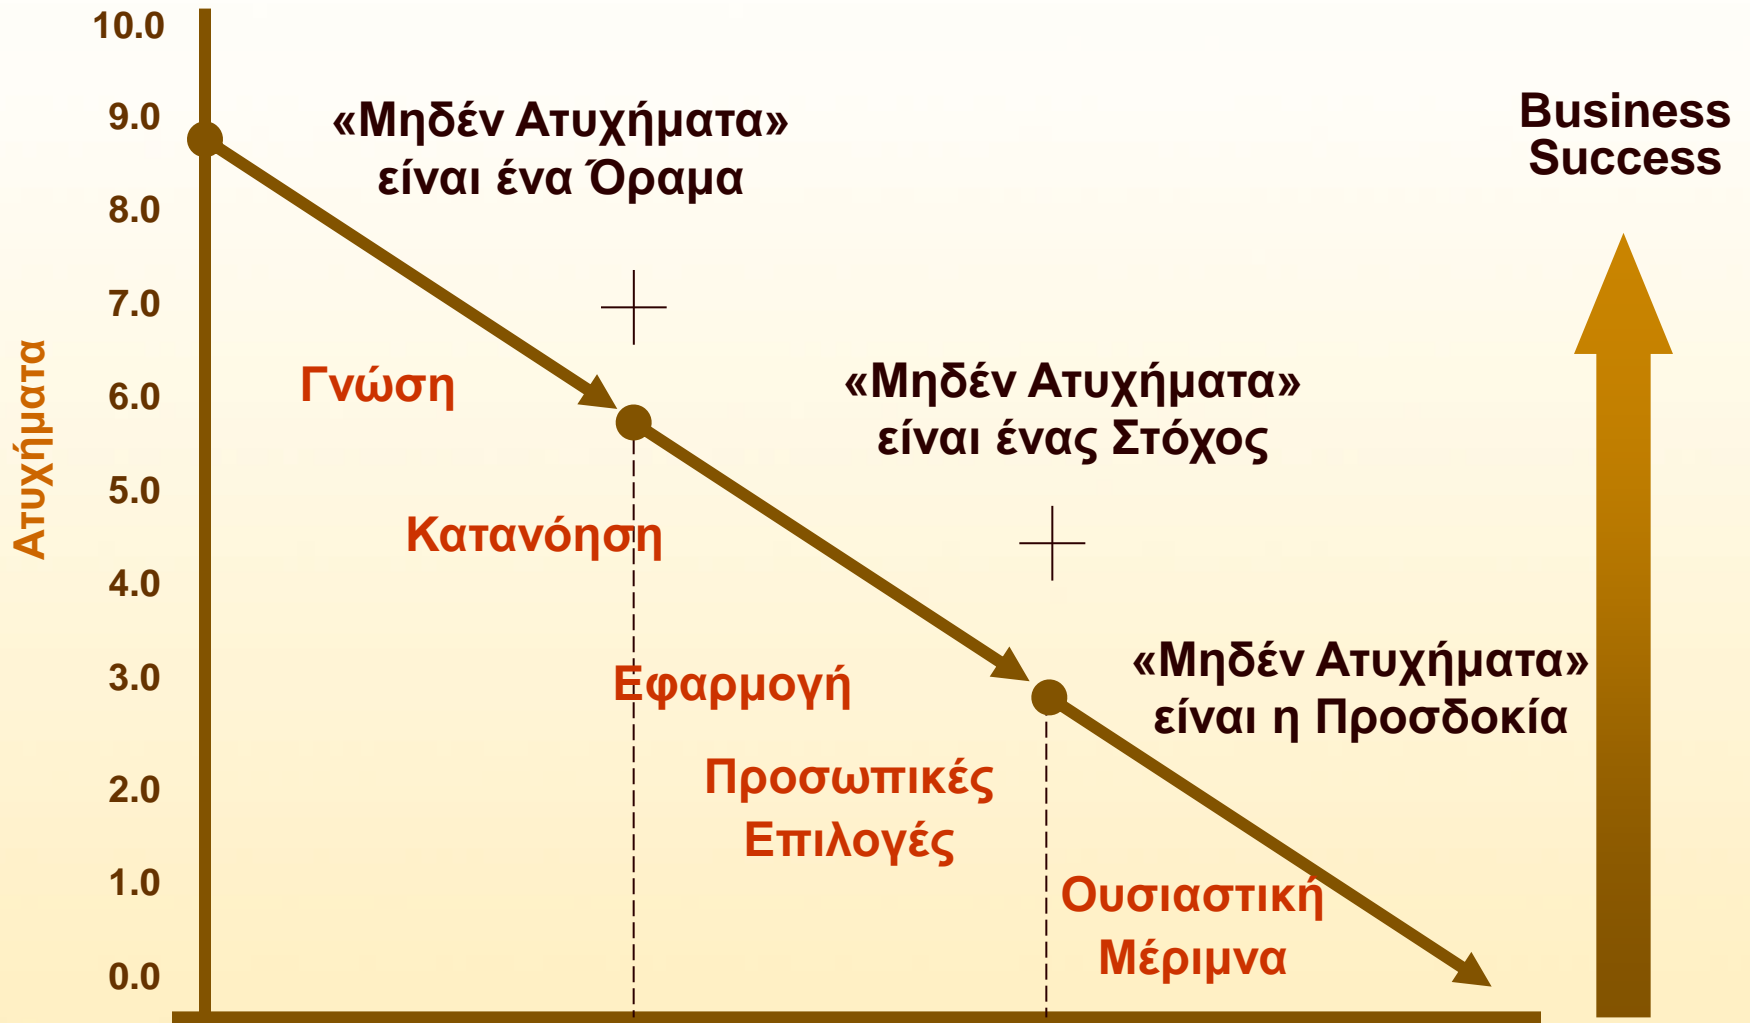 10.0
9.0
8.0
7.0
6.0
5.0
4.0
3.0
2.0
1.0
0.0
Ατυχήματα
«Μηδέν Ατυχήματα»
είναι ένα Όραμα
Γνώση
Κατανόηση
«Μηδέν Ατυχήματα»
είναι ένας Στόχος
Εφαρμογή
Προσωπικές
Επιλογές
«Μηδέν Ατυχήματα»
είναι η Προσδοκία
Ουσιαστική
Μέριμνα
Business
Success